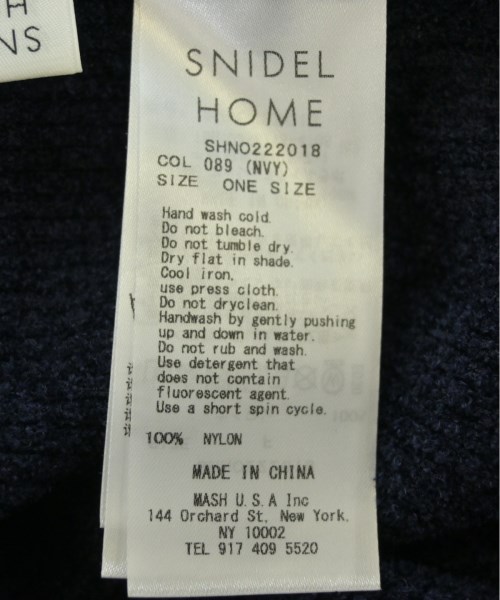 H
NS
SNIDEL
HOME
SHNO222018
COL 089 (NVY)
SIZE ONE SIZE
Hand wash cold.
Do not bleach.
Do not tumble dry.
Dry flat in shade.
Cool iron,
use press cloth.
Do not dryclean.
Handwash by gently pushing
up and down in water.
Do not rub and wash.
Use detergent that
does not contain
fluorescent agent.
Use a short spin cycle.
100% NYLON
MADE IN CHINA
MASH U.S.A Inc
144 Orchard St, New York,
NY 10002
TEL 917 409 5520